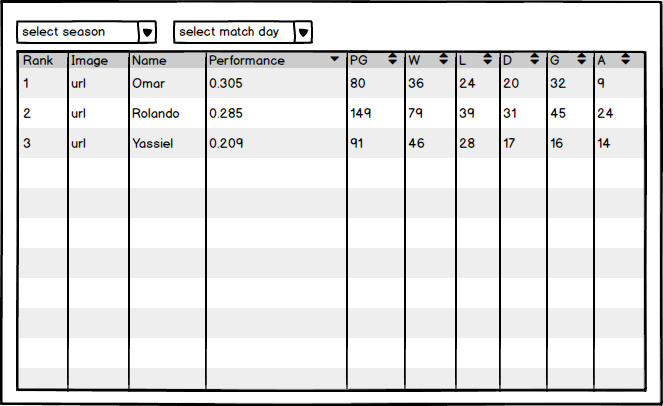 select season select match day
Rank Image Name Performance PG W L D G A
1 url Omar 0.305 80 36 24 20 32 9
2 url Rolando 0.285 149 79 39 31 45 24
3 url Yassiel 0.209 91 46 28 17 16 14